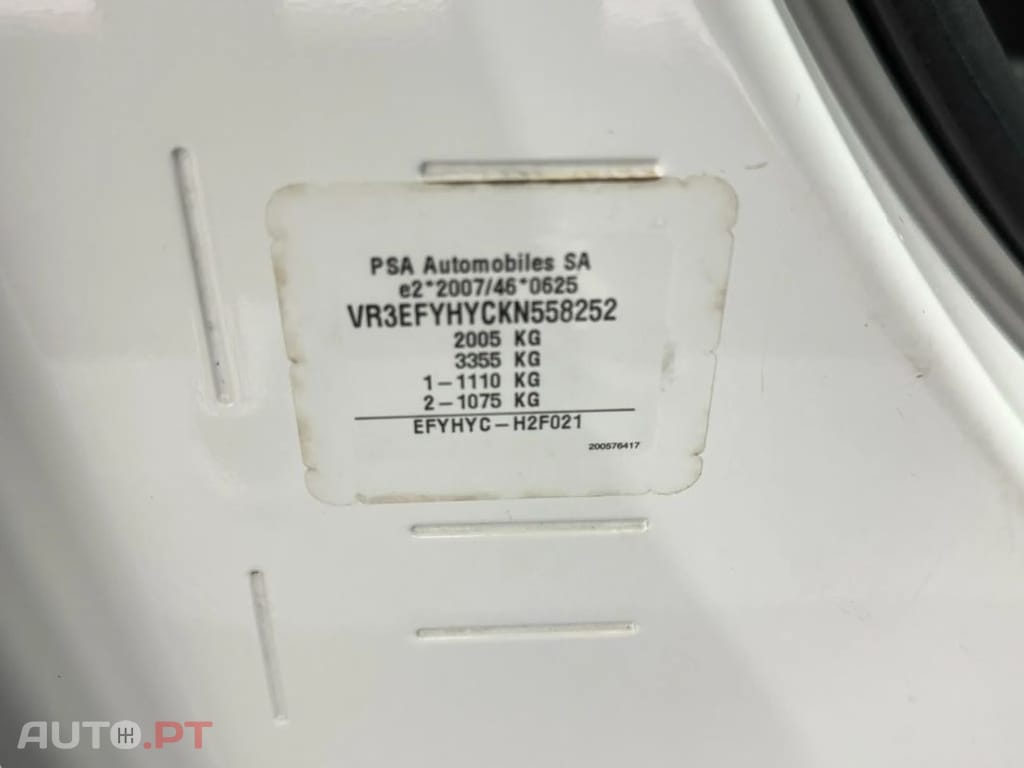 PSA Automobiles SA
e2*2007/46*0625
VR3EFYHYCKN558252
2005 KG
3355 KG
1-1110 KG
2-1075 KG
EFYHYC-H2F021
200576417
AUTO.PT